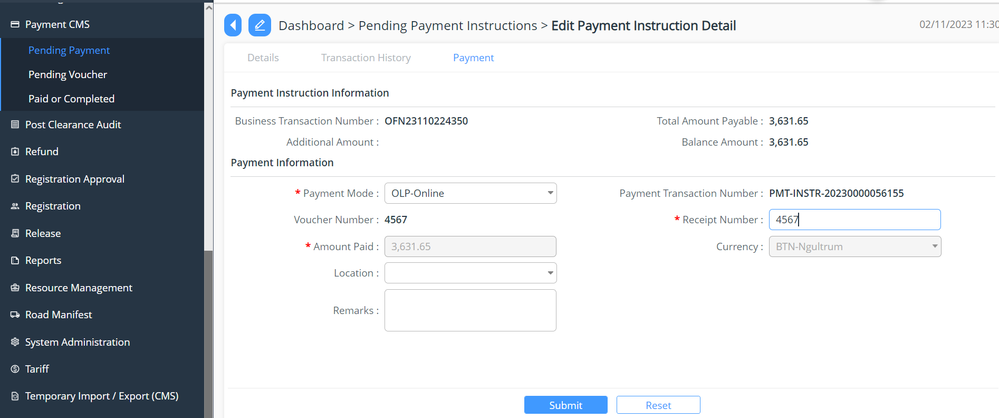 Payment CMS
Pending Payment
Pending Voucher
Paid or Completed
Post Clearance Audit
Refund
Registration Approval
Registration
Release
Reports
Resource Management
Road Manifest
System Administration
Tariff
Temporary Import / Export (CMS)
Dashboard > Pending Payment Instructions > Edit Payment Instruction Detail
02/11/2023 11:30
Details Transaction History Payment
Payment Instruction Information
Business Transaction Number : OFN23110224350 Total Amount Payable : 3,631.65
Additional Amount : Balance Amount : 3,631.65
Payment Information
* Payment Mode : OLP-Online Payment Transaction Number : PMT-INSTR-20230000056155
Voucher Number : 4567 * Receipt Number : 4567
* Amount Paid : 3,631.65 Currency : BTN-Ngultrum
Location :
Remarks :
Submit Reset